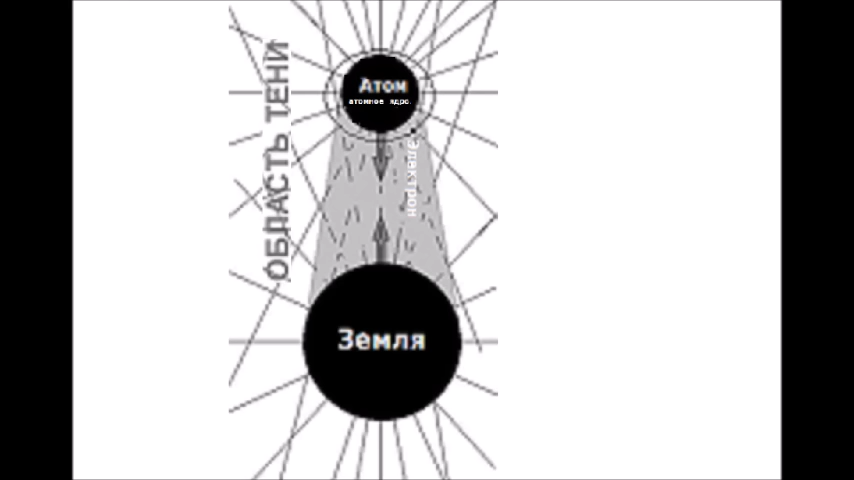 ОБЛАСТЬ ТЕНИ
Атом
атомное ядро.
Электрон
Земля